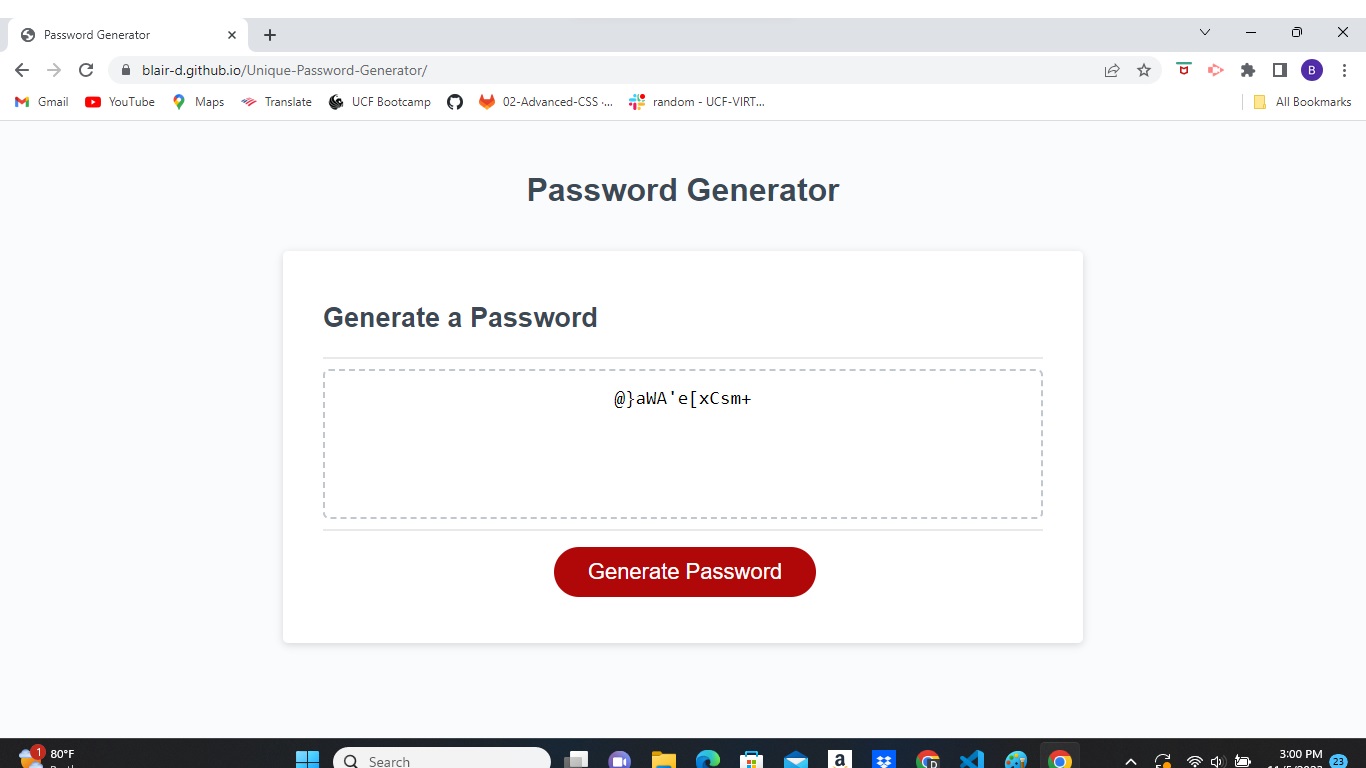 Password Generator
blair-d.github.io/Unique-Password-Generator/
B
Gmail YouTube Maps Translate UCF Bootcamp 02-Advanced-CSS ·... random - UCF-VIRT... All Bookmarks
Password Generator
Generate a Password
@}aWA'e[xCsm+
Generate Password
1 80°F
Search
a
D
3:00 PM
23